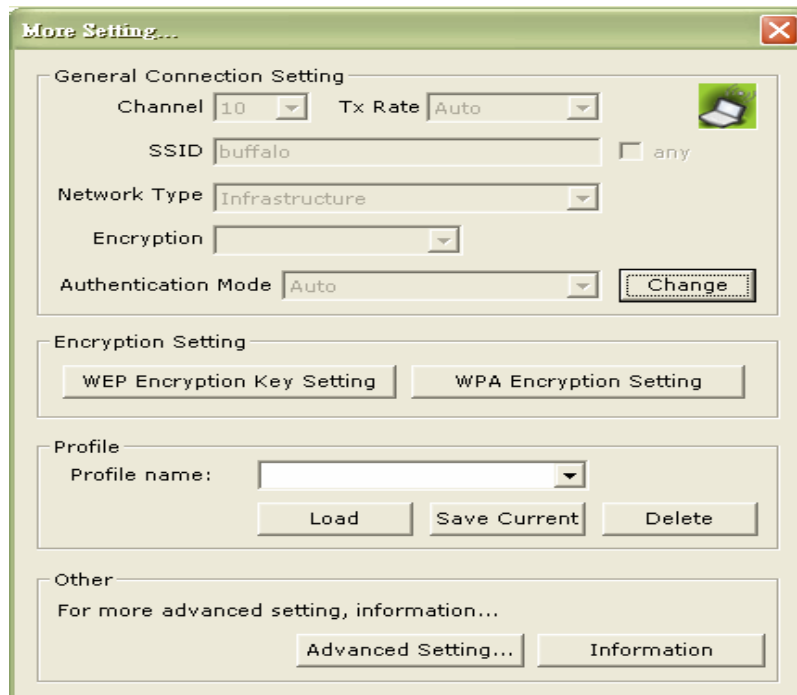 More Setting...
General Connection Setting
Channel 10 Tx Rate Auto
SSID buffalo any
Network Type Infrastructure
Encryption
Authentication Mode Auto Change
Encryption Setting
WEP Encryption Key Setting WPA Encryption Setting
Profile
Profile name:
Load Save Current Delete
Other
For more advanced setting, information...
Advanced Setting... Information